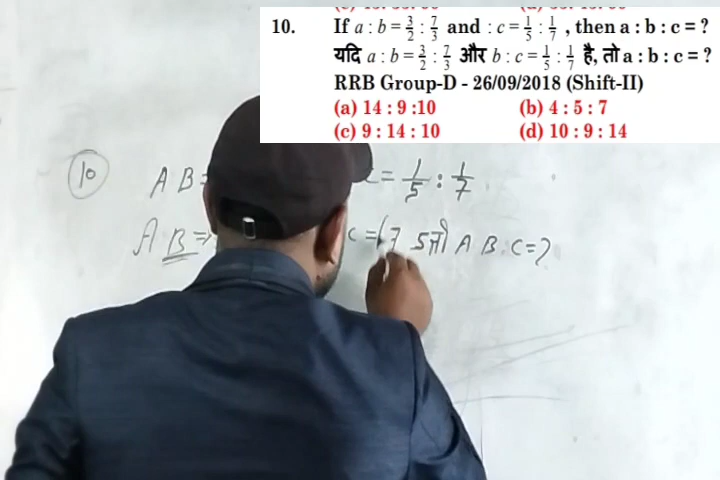 10. If a : b = 3/2 : 7/3 and : c = 1/5 : 1/7 , then a : b : c = ?
यदि a : b = 3/2 : 7/3 और b : c = 1/5 : 1/7 है, तो a : b : c = ?
RRB Group-D - 26/09/2018 (Shift-II)
(a) 14 : 9 :10 (b) 4 : 5 : 7
(c) 9 : 14 : 10 (d) 10 : 9 : 14
10 A B = = 1/5 : 1/7
A B = c = 7 5 तो A B : C = ?